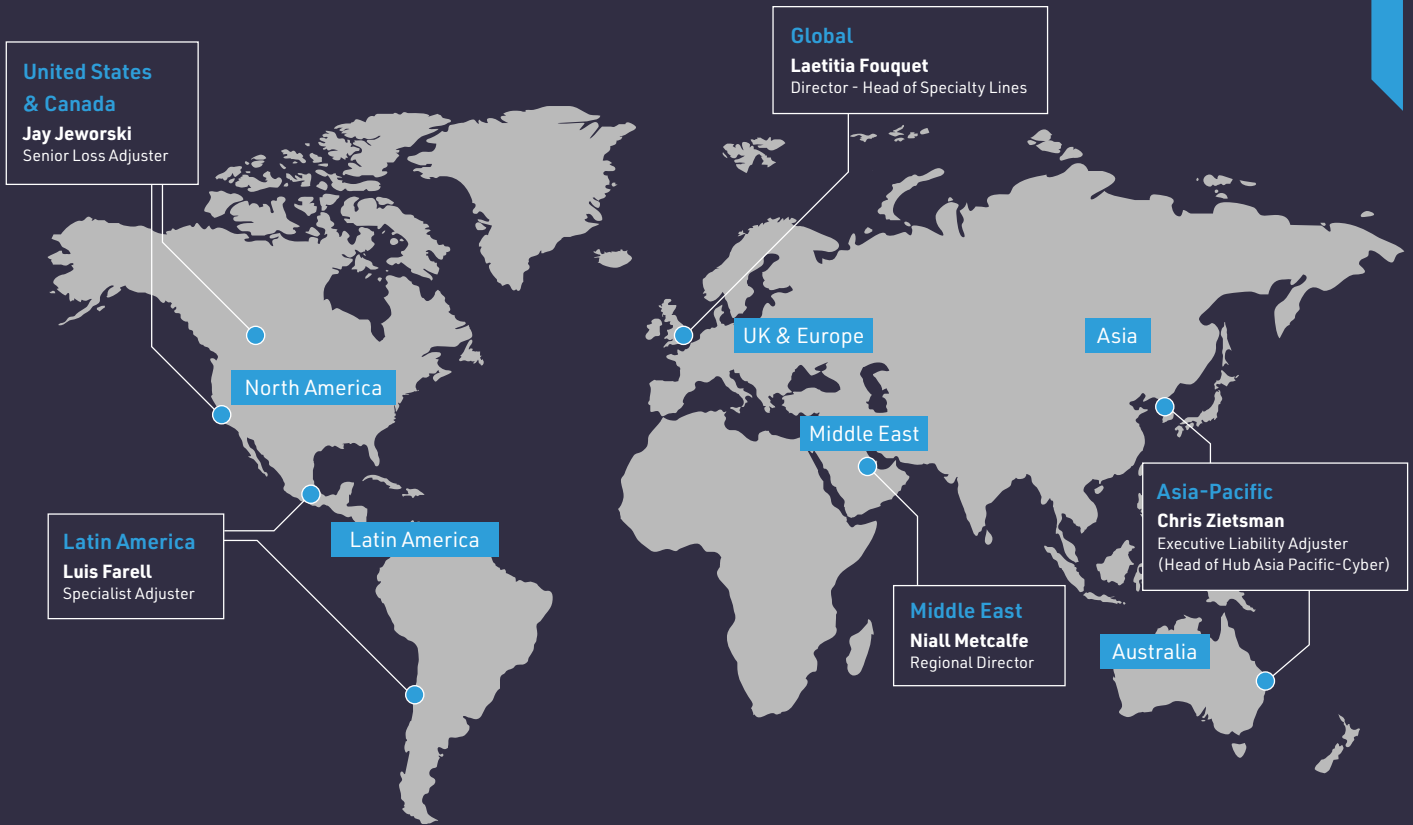 Global
Laetitia Fouquet
Director - Head of Specialty Lines
United States
& Canada
Jay Jeworski
Senior Loss Adjuster
UK & Europe
Asia
North America
Middle East
Latin America
Latin America
Luis Farell
Specialist Adjuster
Asia-Pacific
Chris Zietsman
Executive Liability Adjuster
(Head of Hub Asia Pacific-Cyber)
Middle East
Niall Metcalfe
Regional Director
Australia